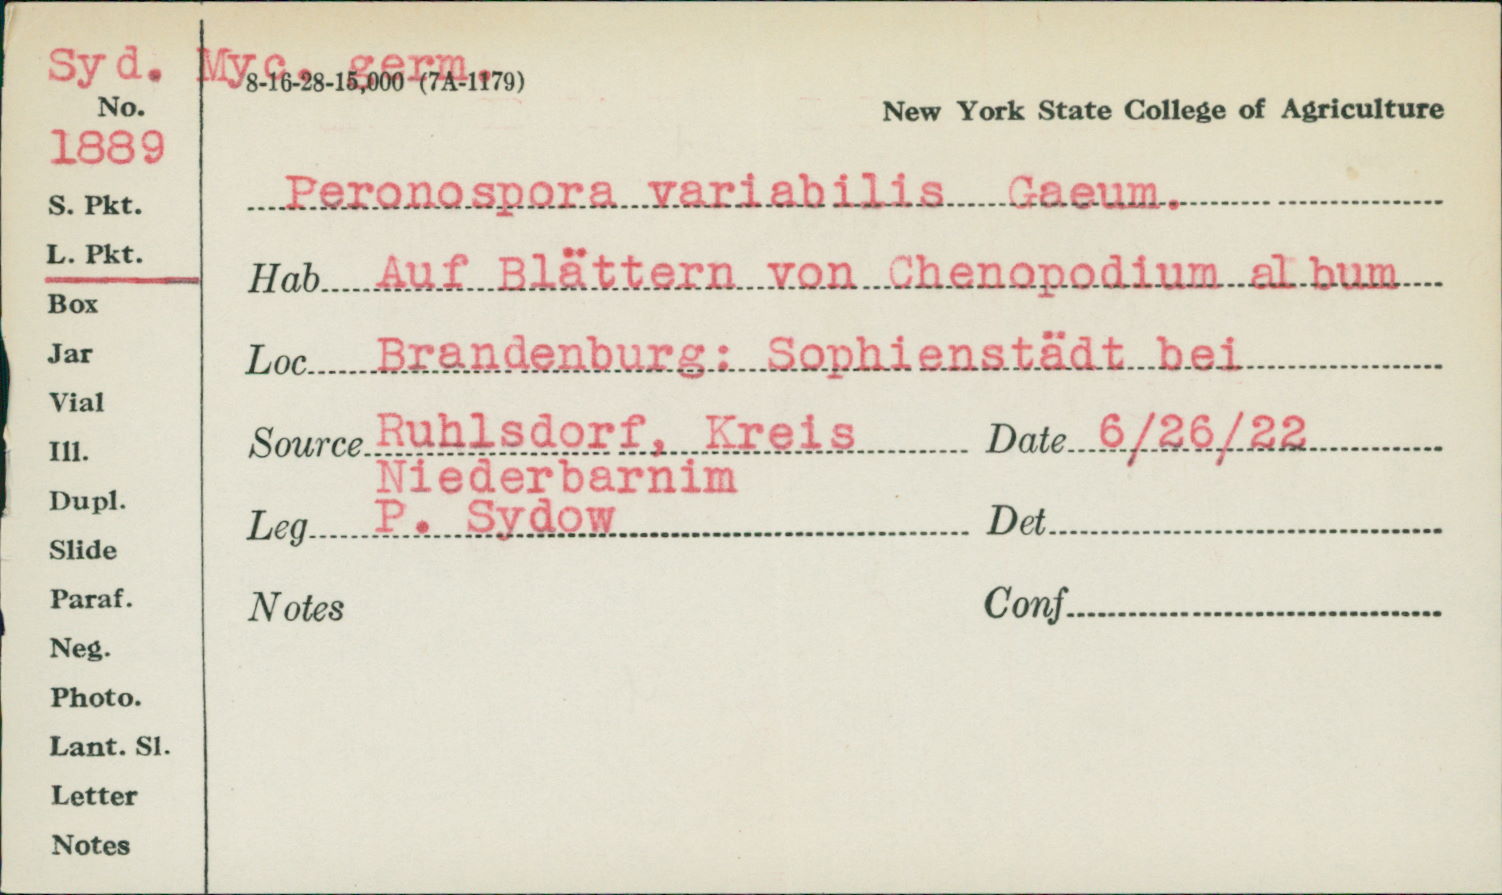 Syd. Myc. germ.
8-16-28-15,000 (7A-1179)
No.
1889
New York State College of Agriculture
S. Pkt.
Peronospora variabilis Gaeum.
L. Pkt.
Hab Auf Blättern von Chenopodium album
Box
Jar
Loc Brandenburg: Sophienstädt bei
Vial
Ill.
Source Ruhlsdorf, Kreis Date 6/26/22
Niederbarnim
Dupl.
Leg P. Sydow Det
Slide
Paraf.
Notes Conf
Neg.
Photo.
Lant. Sl.
Letter
Notes